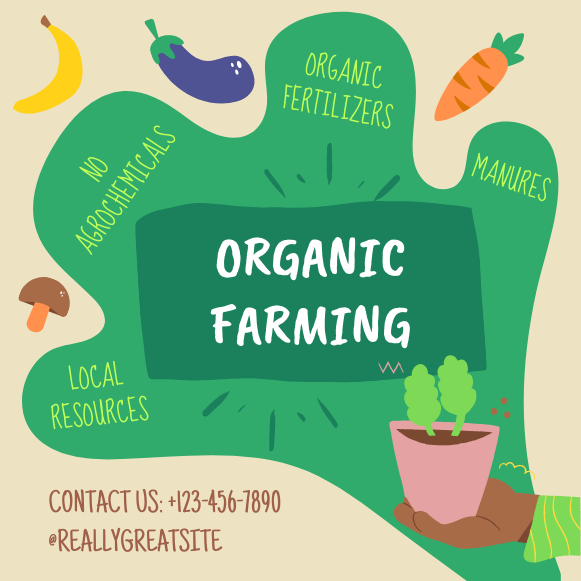 ORGANIC
FERTILIZERS
NO
AGROCHEMICALS
MANURES
ORGANIC
FARMING
LOCAL
RESOURCES
CONTACT US: +123-456-7890
@REALLYGREATSITE